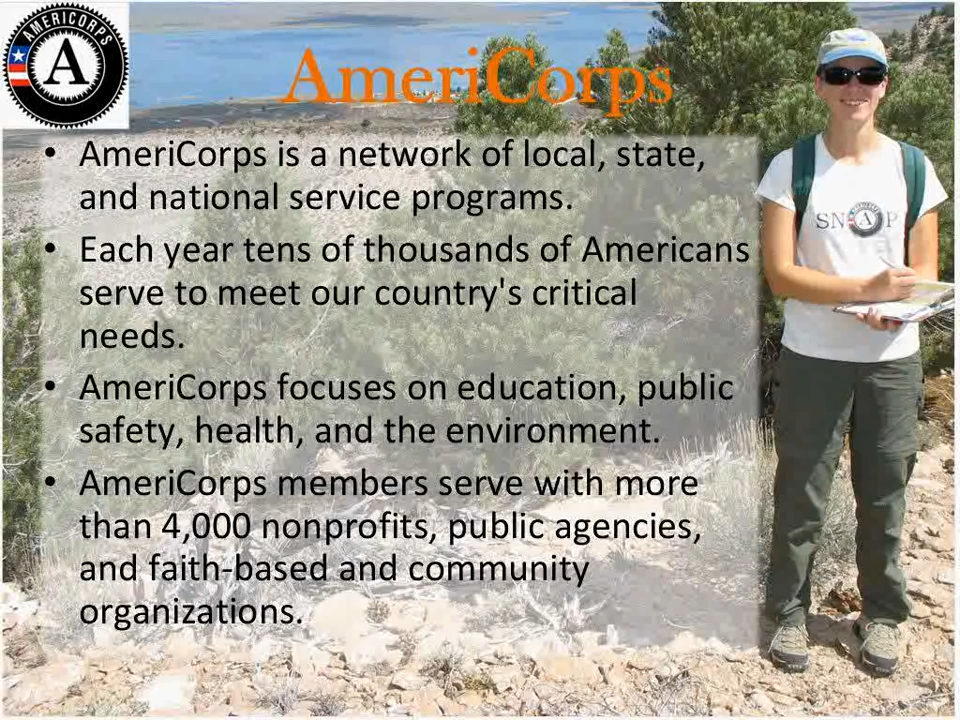 AMERICORPS
A
AmeriCorps
• AmeriCorps is a network of local, state,
and national service programs.
• Each year tens of thousands of Americans
serve to meet our country's critical
needs.
• AmeriCorps focuses on education, public
safety, health, and the environment.
• AmeriCorps members serve with more
than 4,000 nonprofits, public agencies,
and faith-based and community
organizations.
SNAP